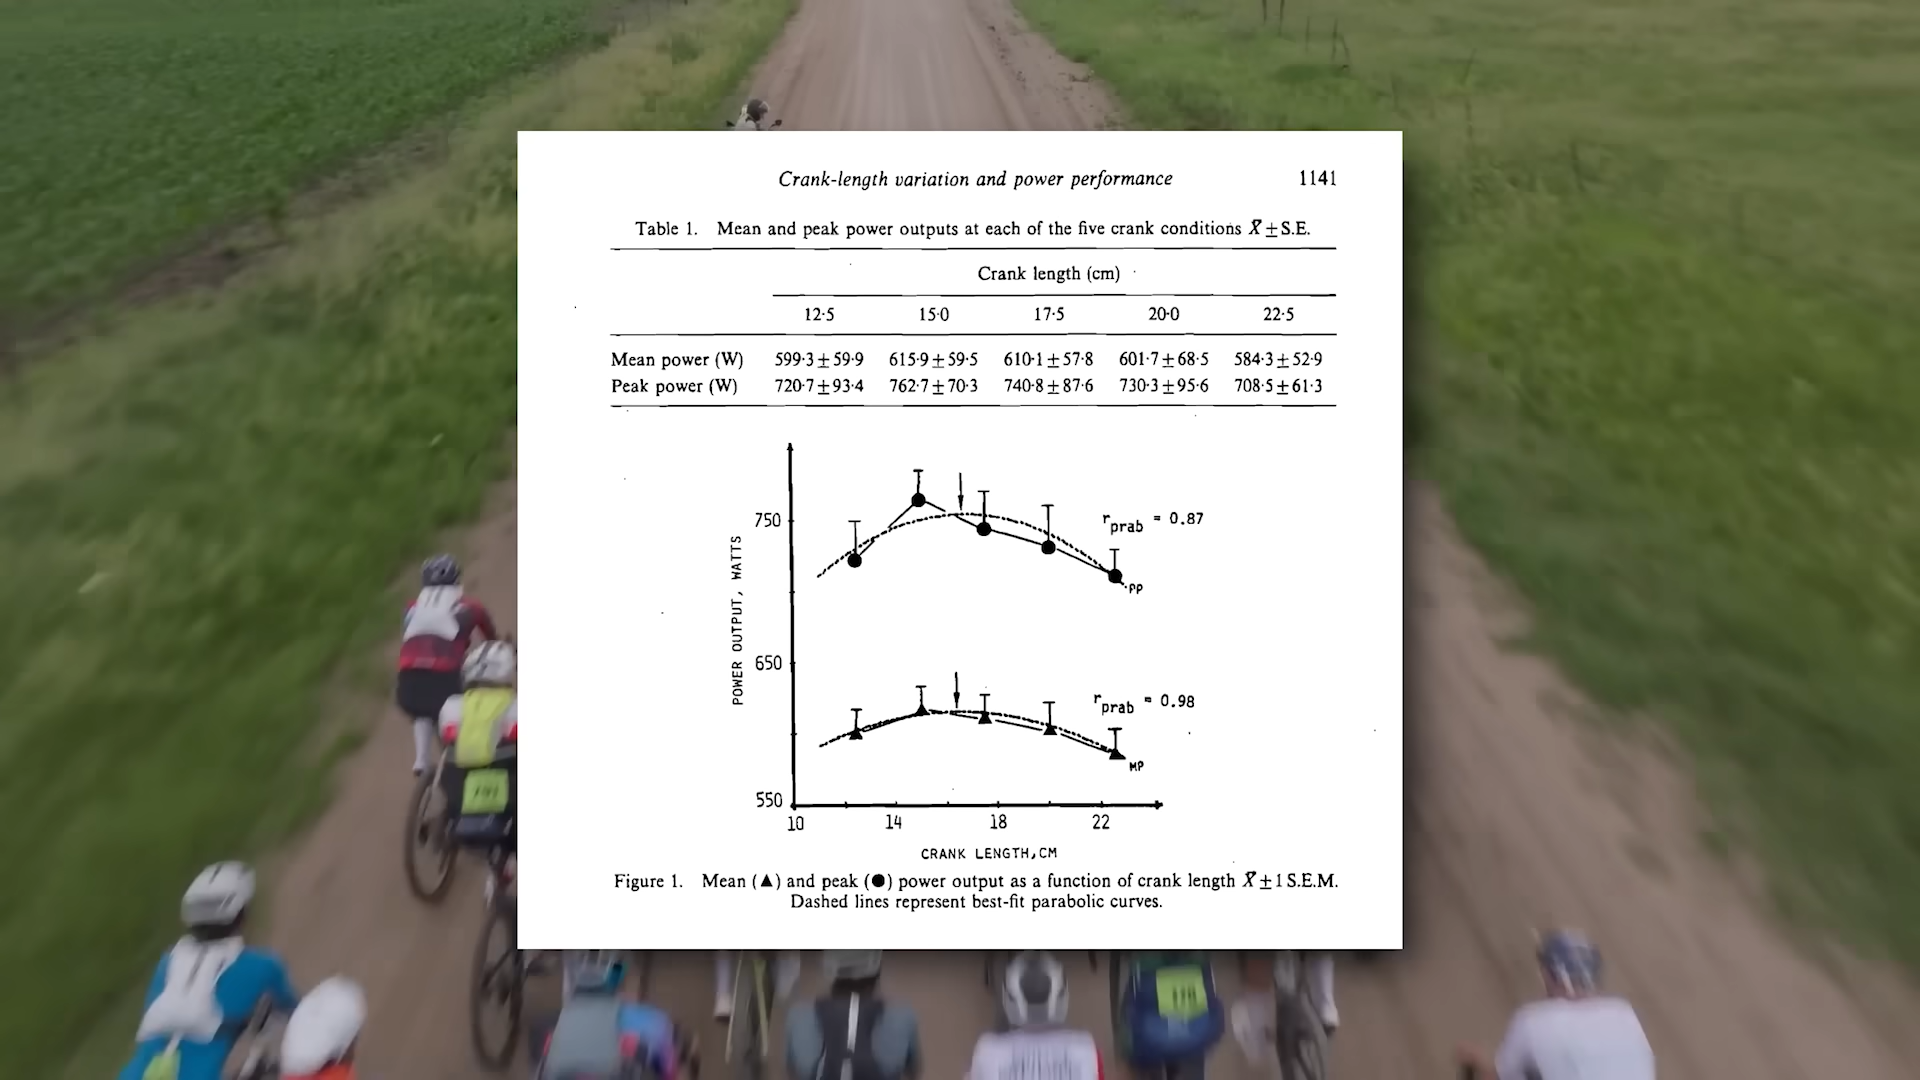 Crank-length variation and power performance 1141
Table 1. Mean and peak power outputs at each of the five crank conditions X̄ ± S.E.
Crank length (cm)
12·5 15·0 17·5 20·0 22·5
Mean power (W) 599·3 ± 59·9 615·9 ± 59·5 610·1 ± 57·8 601·7 ± 68·5 584·3 ± 52·9
Peak power (W) 720·7 ± 93·4 762·7 ± 70·3 740·8 ± 87·6 730·3 ± 95·6 708·5 ± 61·3
POWER OUTPUT, WATTS
750
650
550
rprab = 0.87
PP
rprab = 0.98
MP
10 14 18 22
CRANK LENGTH, CM
Figure 1. Mean (▲) and peak (●) power output as a function of crank length X̄ ± 1 S.E.M.
Dashed lines represent best-fit parabolic curves.